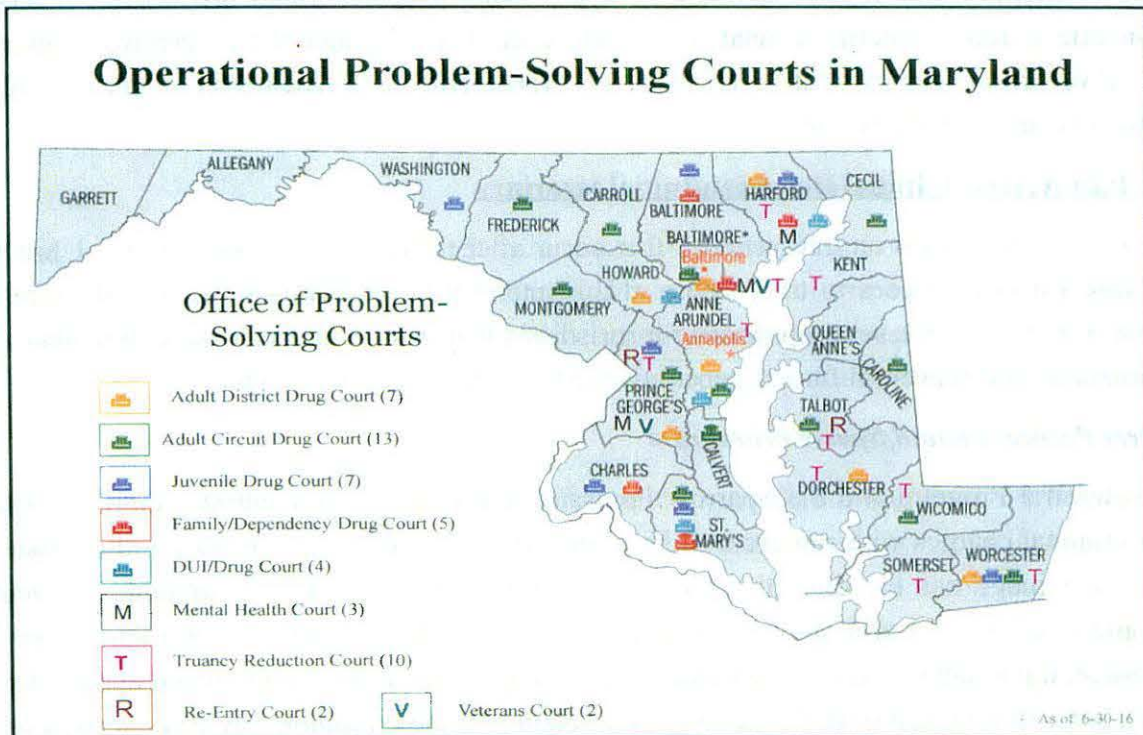 Operational Problem-Solving Courts in Maryland
GARRETT
ALLEGANY
WASHINGTON
FREDERICK
CARROLL
BALTIMORE
HARFORD
CECIL
T
M
BALTIMORE*
Baltimore
M V T
T
KENT
HOWARD
MONTGOMERY
ANNE
ARUNDEL
T
Annapolis
QUEEN
ANNE'S
CAROLINE
R T
PRINCE
GEORGE'S
M V
TALBOT
R
T
CALVERT
CHARLES
ST.
MARY'S
T
DORCHESTER
T
WICOMICO
SOMERSET
T
WORCESTER
T
Office of Problem-
Solving Courts
Adult District Drug Court (7)
Adult Circuit Drug Court (13)
Juvenile Drug Court (7)
Family/Dependency Drug Court (5)
DUI/Drug Court (4)
M Mental Health Court (3)
T Truancy Reduction Court (10)
R Re-Entry Court (2) V Veterans Court (2)
As of 6-30-16